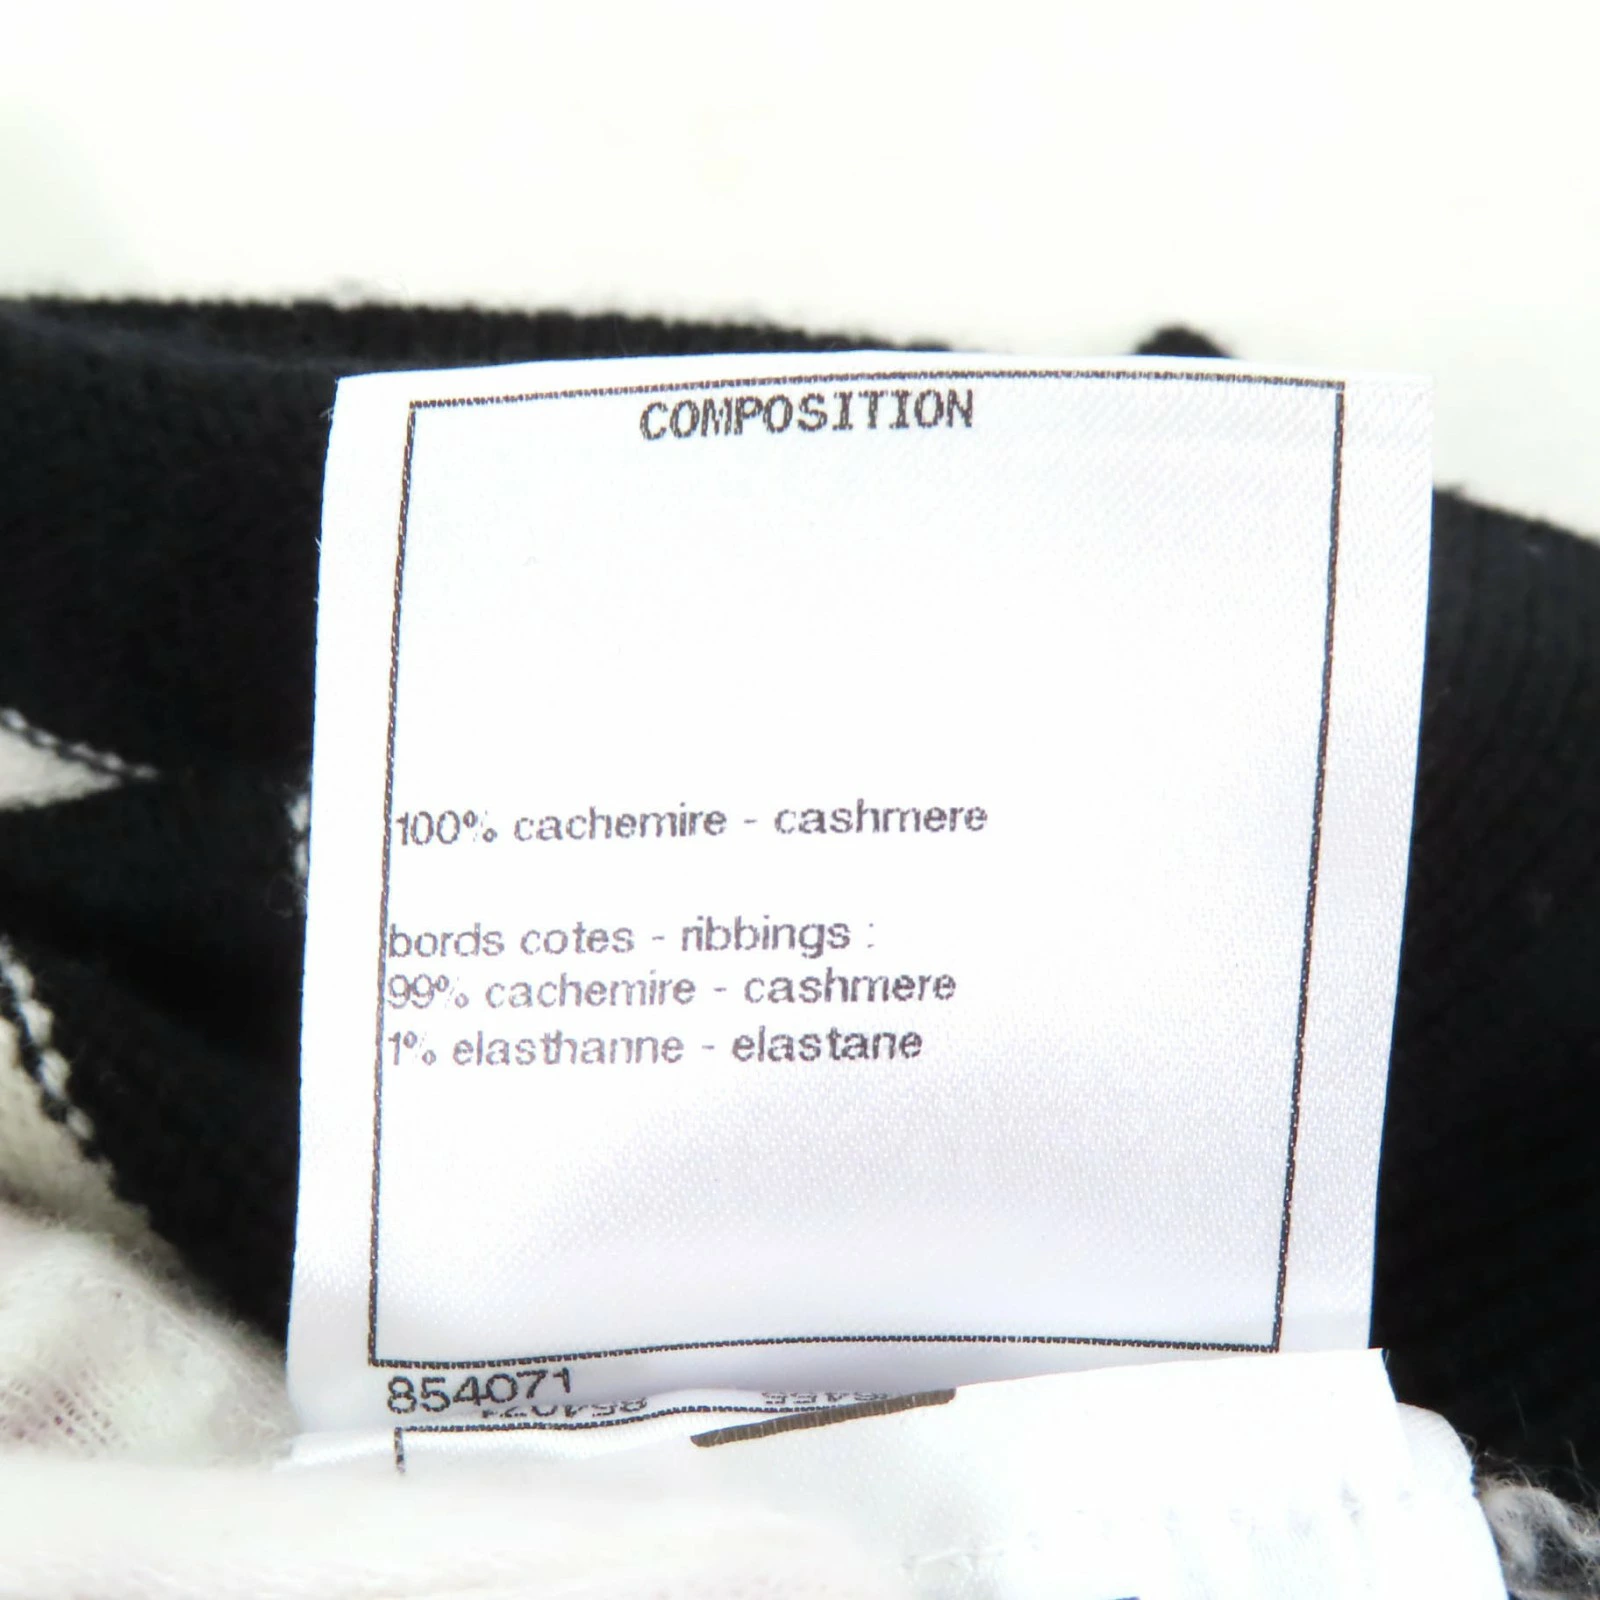 COMPOSITION
100% cachemire - cashmere
bords cotes - ribbings :
99% cachemire - cashmere
1% elasthanne - elastane
854071